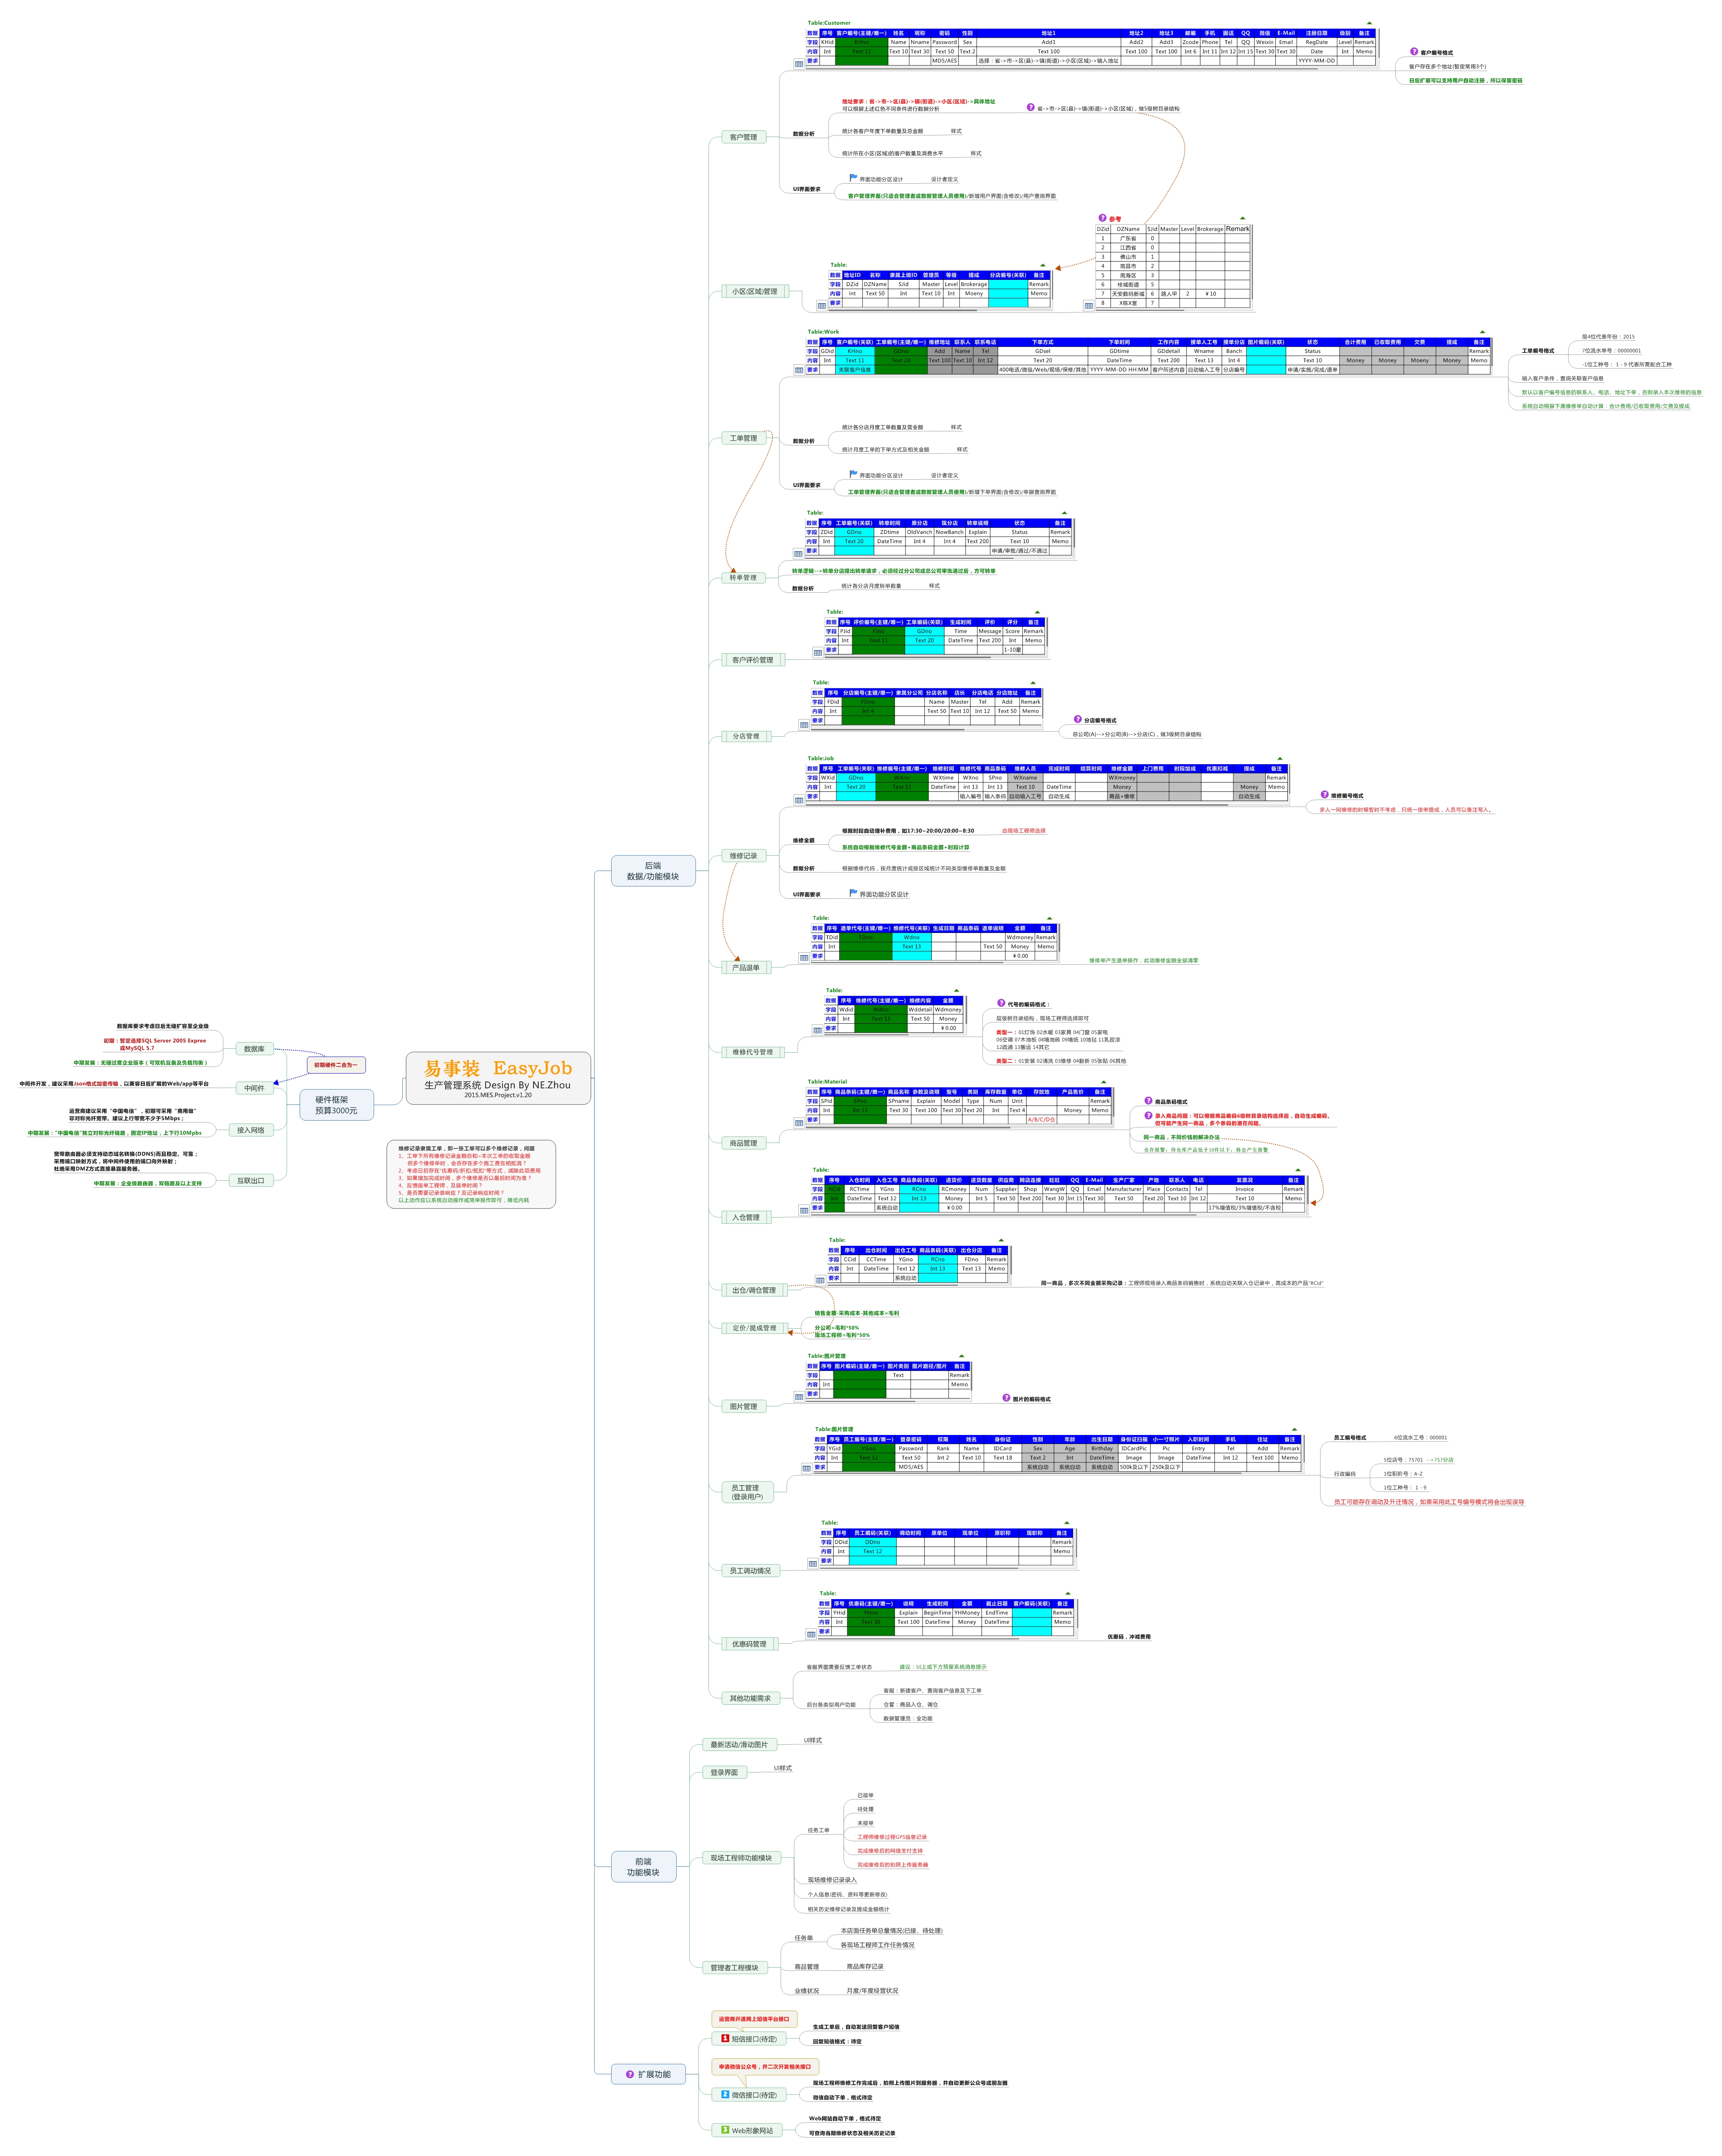 易事装 EasyJob
生产管理系统 Design By NE.Zhou
2015.MES.Project.v1.20
维修记录隶属工单，即一张工单可以多个维修记录，问题
1、工单下所有维修记录金额总和=本次工单的收取金额
但多个维修单时，会否存在多个施工费互相抵消？
2、考虑日后存在"优惠码/折扣/抵扣"等方式，减除此项费用
3、如果增加完成时间，多个维修是否以最后时间为准？
4、反馈接单工程师，及接单时间？
5、是否需要记录首响应？及记录响应时间？
以上动作应以系统自动或简单操作即可，降低内耗
硬件框架
预算3000元
数据库
数据库要求考虑日后无缝扩容至企业级
初期：暂定选择SQL Server 2005 Expree
或MySQL 5.7
中期发展：无缝过度企业版本（可双机互备及负载均衡）
初期硬件二合为一
中间件
中间件开发，建议采用Json格式加密传输，以兼容日后扩展的Web/app等平台
接入网络
运营商建议采用"中国电信"，初期可采用"商用级"
非对称光纤宽带。建议上行带宽不少于5Mbps；
中期发展："中国电信"独立对称光纤链路，固定IP地址，上下行10Mpbs
互联出口
宽带路由器必须支持动态域名转换(DDNS)而且稳定、可靠；
采用端口映射方式，将中间件使用的端口向外映射；
杜绝采用DMZ方式直接暴露服务器。
中期发展：企业级路由器，双链路及以上支持
后端
数据/功能模块
客户管理
Table:Customer
数据 序号 客户编号(主键/唯一) 姓名 昵称 密码 性别 地址1 地址2 地址3 邮编 手机 固话 QQ 微信 E-Mail 注册日期 级别 备注
字段 KHid KHno Name Nname Password Sex Add1 Add2 Add3 Zcode Phone Tel QQ Weixin Email RegDate Level Remark
内容 Int Text 11 Text 10 Text 30 Text 50 Text 2 Text 100 Text 100 Text 100 Int 6 Int 11 Int 12 Int 15 Text 30 Text 30 Date Int Memo
要求 MD5/AES 选择：省->市->区(县)->镇(街道)->小区(区域)->输入地址 YYYY-MM-DD
客户编号格式
客户存在多个地址(暂定常用3个)
日后扩展可以支持用户自动注册，所以保留密码
数据分析
地址要求：省->市->区(县)->镇(街道)->小区(区域)->具体地址
可以根据上述红色不同条件进行数据分析
省->市->区(县)->镇(街道)->小区(区域)，做5级树目录结构
统计各客户年度下单数量及总金额 样式
统计所在小区(区域)的客户数量及消费水平 样式
UI界面要求
界面功能分区设计 设计者定义
客户管理界面(只适合管理者或数据管理人员使用)/新增用户界面(含修改)/用户查询界面
小区(区域)管理
Table:
数据 地址ID 名称 隶属上级ID 管理员 等级 提成 分店编号(关联) 备注
字段 DZid DZName SJid Master Level Brokerage Remark
内容 int Text 50 Int Text 10 Int Moeny Memo
要求
参考
DZid DZName SJid Master Level Brokerage Remark
1 广东省 0
2 江西省 0
3 佛山市 1
4 南昌市 2
5 南海区 3
6 桂城街道 5
7 天安数码新城 6 路人甲 2 ￥10
8 X栋X室 7
工单管理
Table:Work
数据 序号 客户编号(关联) 工单编号(主键/唯一) 维修地址 联系人 联系电话 下单方式 下单时间 工作内容 接单人工号 接单分店 图片编码(关联) 状态 合计费用 已收取费用 欠费 提成 备注
字段 GDid KHno GDno Add Name Tel GDsel GDtime GDdetail Wname Banch Status Remark
内容 Int Text 11 Text 20 Text 100 Text 10 Int 12 Text 20 DateTime Text 200 Text 13 Int 4 Text 10 Money Money Moeny Money Memo
要求 关联客户信息 400电话/微信/Web/现场/保修/其他 YYYY-MM-DD HH:MM 客户所述内容 自动输入工号 分店编号 申请/实施/完成/退单
工单编号格式
前4位代表年份：2015
7位流水单号：00000001
-1位工种号： 1 - 9 代表所需配合工种
输入客户条件，查询关联客户信息
默认以客户编号信息的联系人、电话、地址下单，否则录入本次维修的信息
系统自动根据下属维修单自动计算：合计费用/已收取费用/欠费及提成
数据分析
统计各分店月度工单数量及营金额 样式
统计月度工单的下单方式及相关金额 样式
UI界面要求
界面功能分区设计 设计者定义
工单管理界面(只适合管理者或数据管理人员使用)/新增下单界面(含修改)/单据查询界面
转单管理
Table:
数据 序号 工单编号(关联) 转单时间 原分店 现分店 转单说明 状态 备注
字段 ZDid GDno ZDtime OldVanch NowBanch Explain Status Remark
内容 Int Text 20 DateTime Int 4 Int 4 Text 200 Text 10 Memo
要求 申请/审批/通过/不通过
转单逻辑-->转单分店提出转单请求，必须经过分公司或总公司审批通过后，方可转单
数据分析 统计各分店月度转单数量 样式
客户评价管理
Table:
数据 序号 评价编号(主键/唯一) 工单编码(关联) 生成时间 评价 评分 备注
字段 PJid PJno GDno Time Message Score Remark
内容 Int Text 11 Text 20 DateTime Text 200 Int Memo
要求 1-10星
分店管理
Table:
数据 序号 分店编号(主键/唯一) 隶属分公司 分店名称 店长 分店电话 分店地址 备注
字段 FDid FDno Name Master Tel Add Remark
内容 Int Int 4 Text 50 Text 10 Int 12 Text 50 Memo
要求
分店编号格式
总公司(A)-->分公司(B)-->分店(C)，做3级树目录结构
维修记录
Table:Job
数据 序号 工单编号(关联) 维修编号(主键/唯一) 维修时间 维修代号 商品条码 维修人员 完成时间 结算时间 维修金额 上门费用 时段加成 优惠扣减 提成 备注
字段 WXid GDno WXno WXtime WXno SPno WXname WXmoney Remark
内容 Int Text 20 Text 11 DateTime int 13 Int 13 Text 10 DateTime Money Money Memo
要求 输入编号 输入条码 自动输入工号 自动生成 商品+维修 自动生成
维修编号格式
多人一同维修的时候暂时不考虑，只统一按单提成，人员可以备注写入。
维修金额
根据时段自动增补费用，如17:30~20:00/20:00~8:30 由现场工程师选择
系统自动根据维修代号金额+商品条码金额+时段计算
数据分析 根据维修代码，按月度统计或按区域统计不同类型维修单数量及金额
UI界面要求 界面功能分区设计
产品退单
Table:
数据 序号 退单代号(主键/唯一) 维修代号(关联) 生成日期 商品条码 退单说明 金额 备注
字段 TDid TDno Wdno Wdmoney Remark
内容 Int Text 13 Text 50 Money Memo
要求 ￥0.00
维修单产生退单操作，此项维修金额全部清零
维修代号管理
Table:
数据 序号 维修代号(主键/唯一) 维修内容 金额
字段 Wdid Wdno Wddetail Wdmoney
内容 Int Text 13 Text 50 Money
要求 ￥0.00
代号的编码格式：
层级树目录结构，现场工程师选择即可
类型一：01灯饰 02水暖 03家具 04门窗 05家电
06空调 07木地板 08墙地砖 09墙纸 10地毡 11乳胶漆
12疏通 13搬运 14其它
类型二：01安装 02清洗 03维修 04翻新 05张贴 06其他
商品管理
Table:Material
数据 序号 商品条码(主键/唯一) 商品名称 参数及说明 型号 类别 库存数量 单位 存放地 产品售价 备注
字段 SPid SPno SPname Explain Model Type Num Unit Remark
内容 Int Int 13 Text 30 Text 100 Text 30 Text 20 Int Text 4 Money Memo
要求 A/B/C/D仓
商品条码格式
录入商品问题：可以根据商品编码6级树目录结构选择后，自动生成编码。
但可能产生同一商品，多个条码的潜在问题。
同一商品，不同价钱的解决办法
仓存报警：当仓库产品低于10件以下，将会产生报警
入仓管理
Table:
数据 序号 入仓时间 入仓工号 商品条码(关联) 进货价 进货数量 供应商 网店连接 旺旺 QQ E-Mail 生产厂家 产地 联系人 电话 发票况 备注
字段 RCid RCTime YGno RCno RCmoney Num Supplier Shop WangW QQ Email Manufacturer Place Contacts Tel Invoice Remark
内容 Int DateTime Text 12 Int 13 Money Int 5 Text 50 Text 200 Text 30 Int 15 Text 30 Text 50 Text 20 Text 10 Int 12 Text 10 Memo
要求 系统自动 ￥0.00 17%增值税/3%增值税/不含税
出仓/调仓管理
Table:
数据 序号 出仓时间 出仓工号 商品条码(关联) 出仓分店 备注
字段 CCid CCTime YGno RCno FDno Remark
内容 Int DateTime Text 12 Int 13 Text 13 Memo
要求 系统自动
同一商品，多次不同金额采购记录：工程师现场录入商品条码销售时，系统自动关联入仓记录中，高成本的产品"RCid"
定价/提成管理
销售金额-采购成本-其他成本=毛利
分公司=毛利*50%
现场工程师=毛利*50%
图片管理
Table:图片管理
数据 序号 图片编码(主键/唯一) 图片类别 图片路径/图片 备注
字段 Text Remark
内容 Int Memo
要求
图片的编码格式
员工管理
(登录用户)
Table:图片管理
数据 序号 员工编号(主键/唯一) 登录密码 权限 姓名 身份证 性别 年龄 出生日期 身份证扫描 小一寸照片 入职时间 手机 住址 备注
字段 YGid YGno Password Rank Name IDCard Sex Age Birthday IDCardPic Pic Entry Tel Add Remark
内容 Int Text 12 Text 50 Int 2 Text 10 Text 18 Text 2 Int DateTime Image Image DateTime Int 12 Text 100 Memo
要求 MD5/AES 系统自动 系统自动 系统自动 500k及以下 250k及以下
员工编号格式 6位流水工号：000001
行政编码
5位店号：75701 -->757分店
1位职阶号：A-Z
1位工种号： 1 - 9
员工可能存在调动及升迁情况，如果采用此工号编号模式将会出现误导
员工调动情况
Table:
数据 序号 员工编码(关联) 调动时间 原单位 现单位 原职称 现职称 备注
字段 DDid DDno Remark
内容 Int Text 12 Memo
要求
优惠码管理
Table:
数据 序号 优惠码(主键/唯一) 说明 生成时间 金额 截止日期 客户编码(关联) 备注
字段 YHid YHno Explain BeginTime YHMoney EndTime Remark
内容 Int Text 30 Text 100 DateTime Money DateTime Memo
要求
优惠码，冲减费用
其他功能需求
客服界面需要反馈工单状态 建议：UI上或下方预留系统消息提示
后台各类型用户功能
客服：新建客户、查询客户信息及下工单
仓管：商品入仓、调仓
数据管理员：全功能
前端
功能模块
最新活动/滑动图片 UI样式
登录界面 UI样式
现场工程师功能模块
任务工单
已接单
待处理
未接单
工程师维修过程GPS信息记录
完成维修后的网络支付支持
完成维修后的拍照上传服务器
现场维修记录录入
个人信息(密码、资料等更新修改)
相关历史维修记录及提成金额统计
管理者工程模块
任务单
本店面任务单总量情况(已接、待处理)
各现场工程师工作任务情况
商品管理 商品库存记录
业绩状况 月度/年度经营状况
扩展功能
运营商开通网上短信平台接口
1 短信接口(待定)
生成工单后，自动发送回复客户短信
回复短信格式：待定
申请微信公众号，并二次开发相关接口
2 微信接口(待定)
现场工程师维修工作完成后，拍照上传图片到服务器，并自动更新公众号或朋友圈
微信自动下单，格式待定
3 Web形象网站
Web网站自动下单，格式待定
可查询当期维修状态及相关历史记录